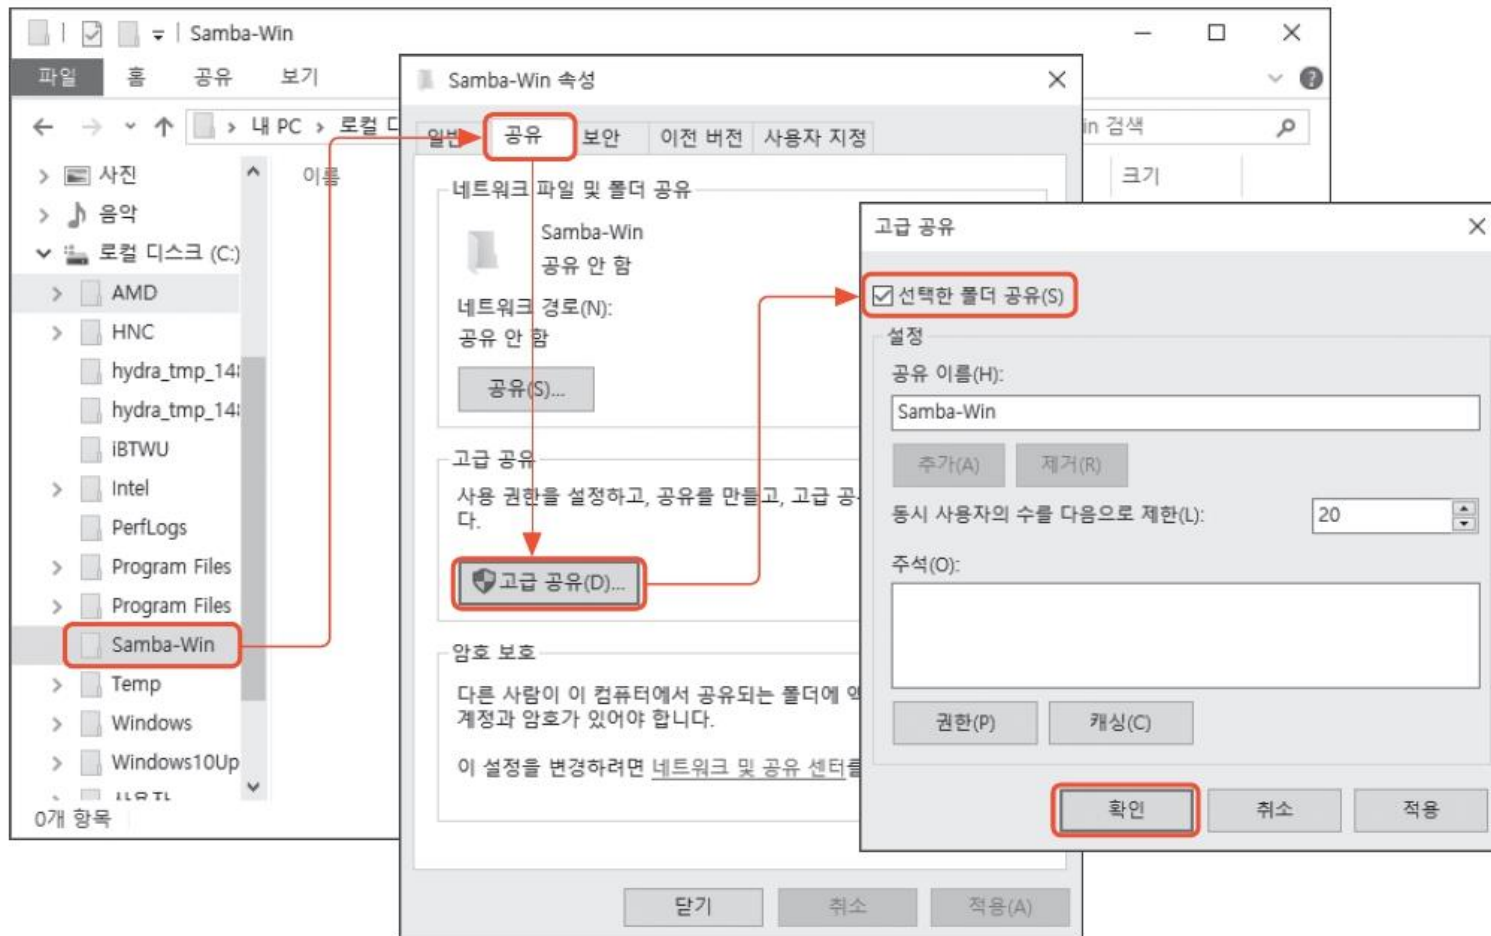 Samba-Win
파일 홈 공유 보기
내 PC > 로컬 디
in 검색
사진
음악
로컬 디스크 (C:)
AMD
HNC
hydra_tmp_148
hydra_tmp_148
iBTWU
Intel
PerfLogs
Program Files
Program Files
Samba-Win
Temp
Windows
Windows10Up
사용자
0개 항목
이름
크기
Samba-Win 속성
일반 공유 보안 이전 버전 사용자 지정
네트워크 파일 및 폴더 공유
Samba-Win
공유 안 함
네트워크 경로(N):
공유 안 함
공유(S)...
고급 공유
사용 권한을 설정하고, 공유를 만들고, 고급 공
다.
고급 공유(D)...
암호 보호
다른 사람이 이 컴퓨터에서 공유되는 폴더에 액
계정과 암호가 있어야 합니다.
이 설정을 변경하려면 네트워크 및 공유 센터를
닫기 취소 적용(A)
고급 공유
선택한 폴더 공유(S)
설정
공유 이름(H):
Samba-Win
추가(A) 제거(R)
동시 사용자의 수를 다음으로 제한(L): 20
주석(O):
권한(P) 캐싱(C)
확인 취소 적용